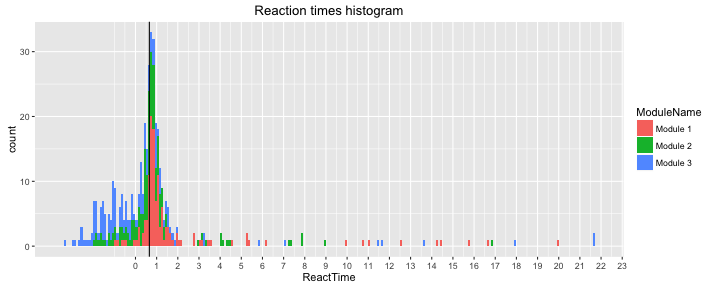 Reaction times histogram
30
20
10
0
count
0 1 2 3 4 5 6 7 8 9 10 11 12 13 14 15 16 17 18 19 20 21 22 23
ReactTime
ModuleName
Module 1
Module 2
Module 3